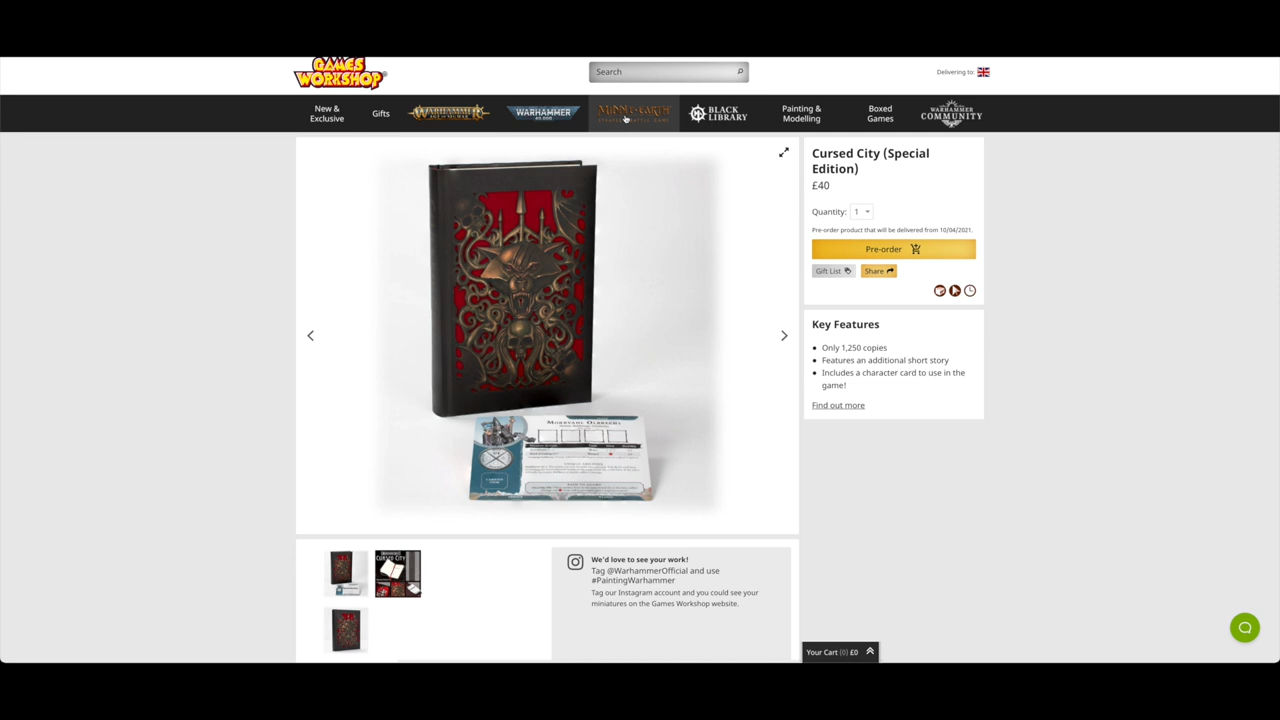 GAMES
WORKSHOP
Search
Delivering to:
New &
Exclusive
Gifts
WARHAMMER
AGE OF SIGMAR
WARHAMMER
40,000
MIDDLE-EARTH
STRATEGY BATTLE GAME
BLACK
LIBRARY
Painting &
Modelling
Boxed
Games
WARHAMMER
COMMUNITY
Cursed City (Special
Edition)
£40
Quantity: 1
Pre-order product that will be delivered from 10/04/2021.
Pre-order
Gift List
Share
Key Features
Only 1,250 copies
Features an additional short story
Includes a character card to use in the
game!
Find out more
CURSED CITY
We'd love to see your work!
Tag @WarhammerOfficial and use
#PaintingWarhammer
Tag our Instagram account and you could see your
miniatures on the Games Workshop website.
Your Cart (0) £0